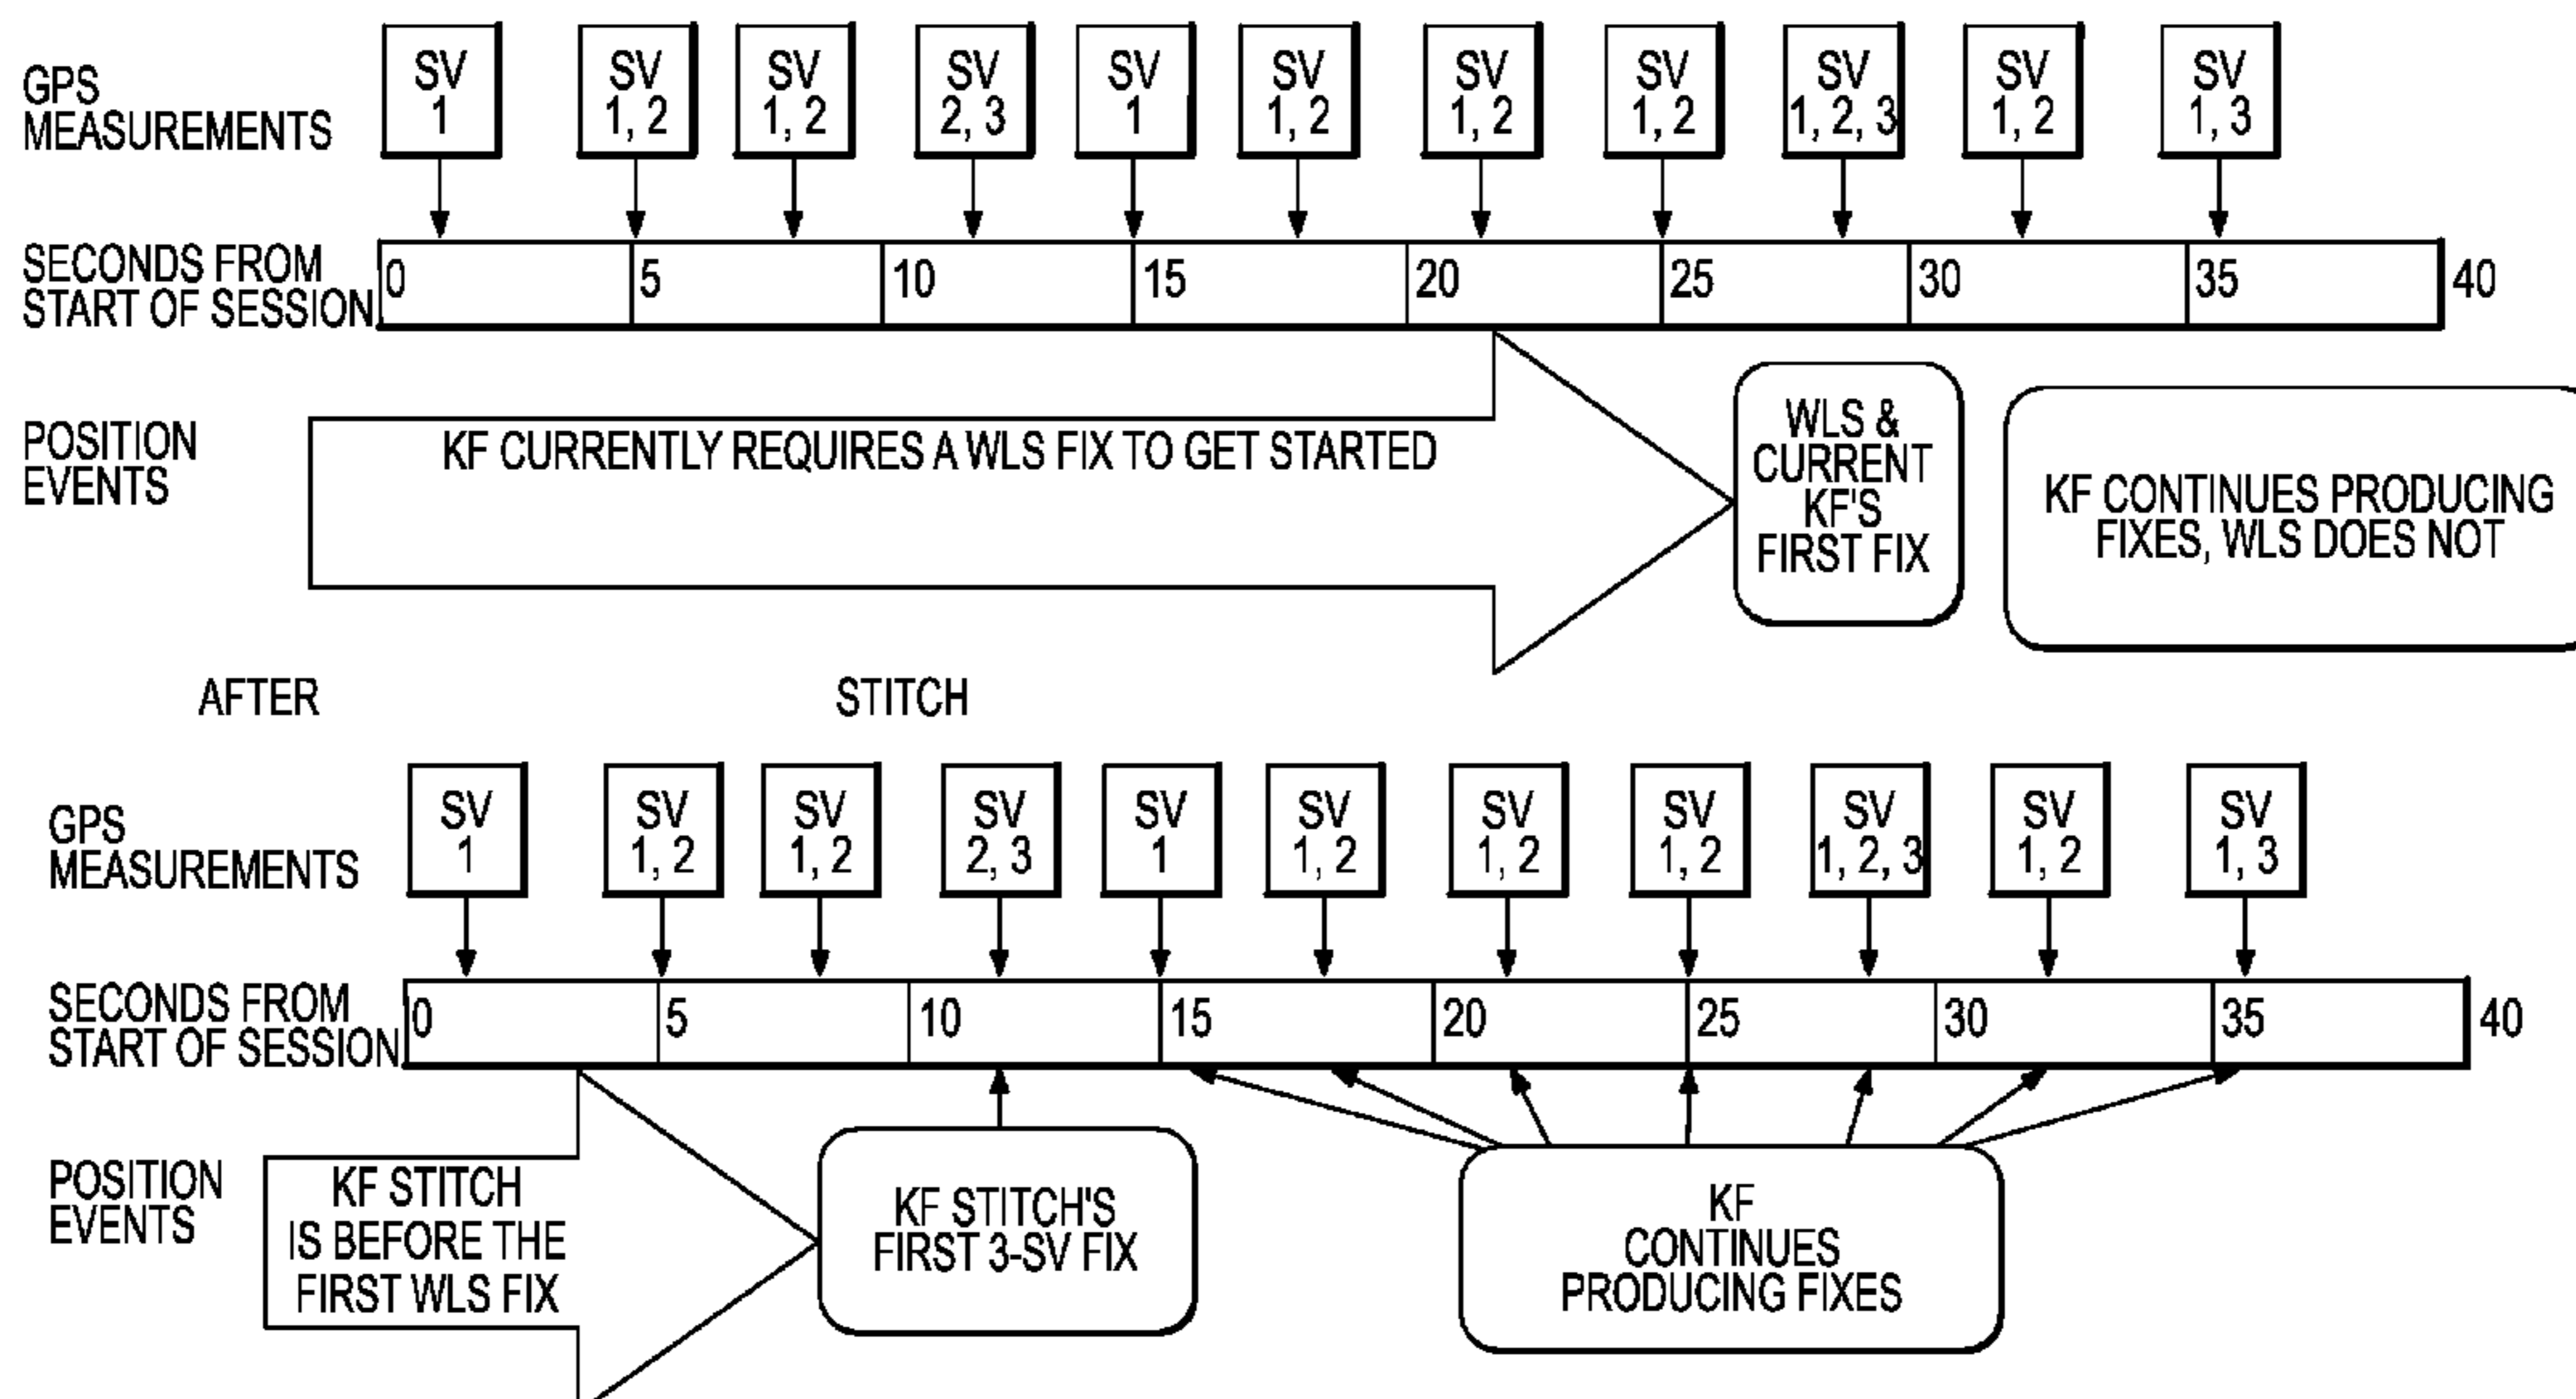 GPS
MEASUREMENTS
SV
1
SV
1, 2
SV
1, 2
SV
2, 3
SV
1
SV
1, 2
SV
1, 2
SV
1, 2
SV
1, 2, 3
SV
1, 2
SV
1, 3
SECONDS FROM
START OF SESSION
0 5 10 15 20 25 30 35 40
POSITION
EVENTS
KF CURRENTLY REQUIRES A WLS FIX TO GET STARTED
WLS &
CURRENT
KF'S
FIRST FIX
KF CONTINUES PRODUCING
FIXES, WLS DOES NOT
AFTER STITCH
GPS
MEASUREMENTS
SV
1
SV
1, 2
SV
1, 2
SV
2, 3
SV
1
SV
1, 2
SV
1, 2
SV
1, 2
SV
1, 2, 3
SV
1, 2
SV
1, 3
SECONDS FROM
START OF SESSION
0 5 10 15 20 25 30 35 40
POSITION
EVENTS
KF STITCH
IS BEFORE THE
FIRST WLS FIX
KF STITCH'S
FIRST 3-SV FIX
KF
CONTINUES
PRODUCING FIXES